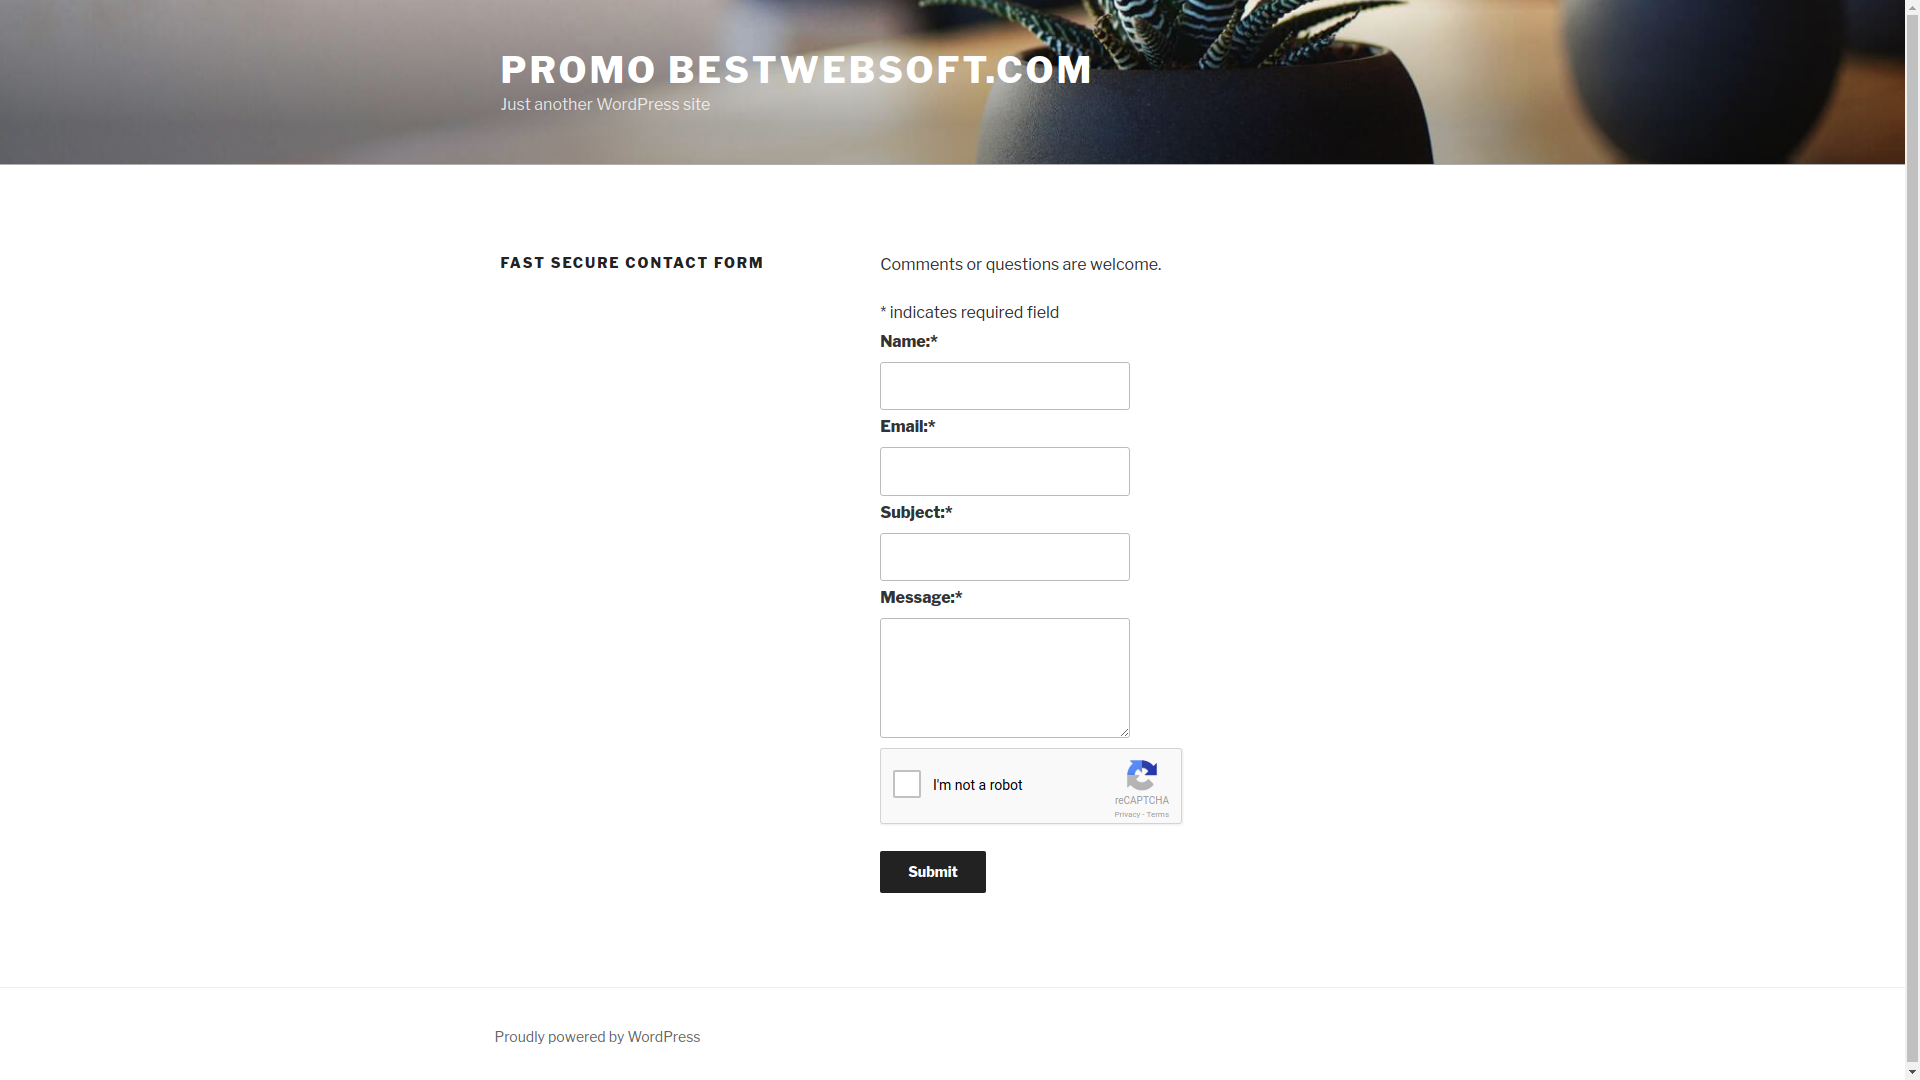 PROMO BESTWEBSOFT.COM
Just another WordPress site
FAST SECURE CONTACT FORM
Comments or questions are welcome.
* indicates required field
Name:*
Email:*
Subject:*
Message:*
I'm not a robot
reCAPTCHA
Privacy - Terms
Submit
Proudly powered by WordPress